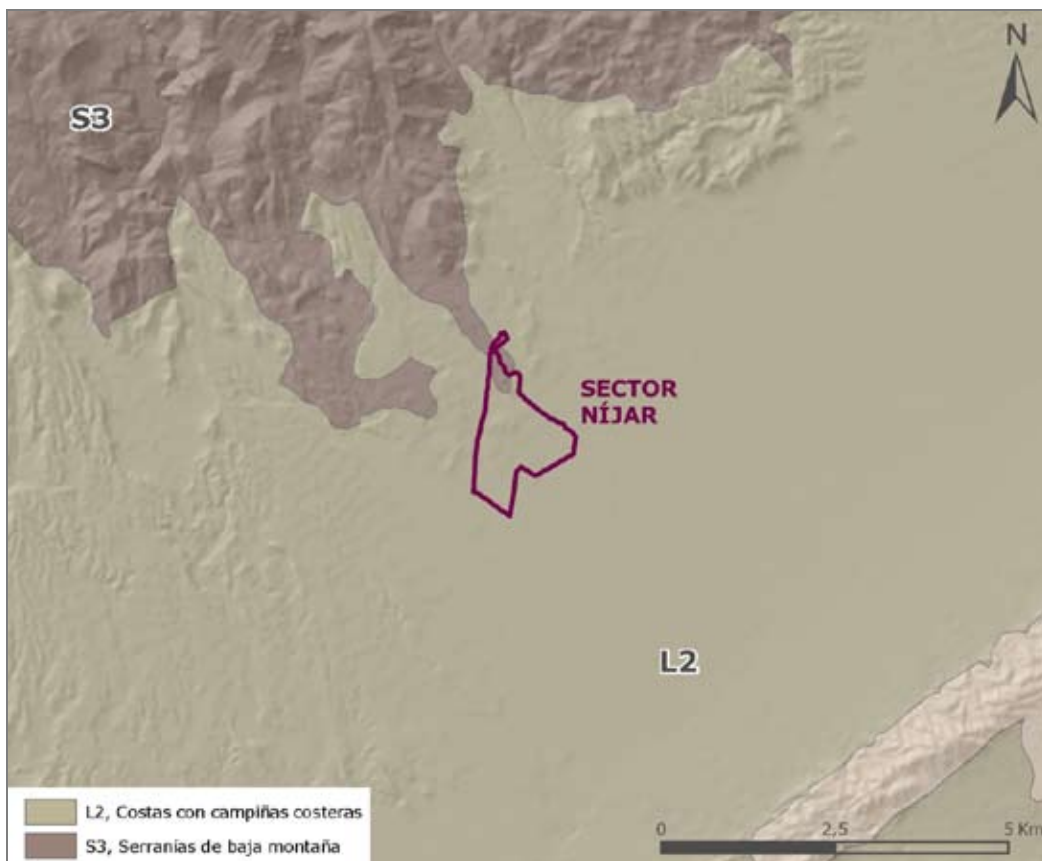 N
S3
SECTOR
NÍJAR
L2
L2, Costas con campiñas costeras
S3, Serranías de baja montaña
0 2,5 5 Km